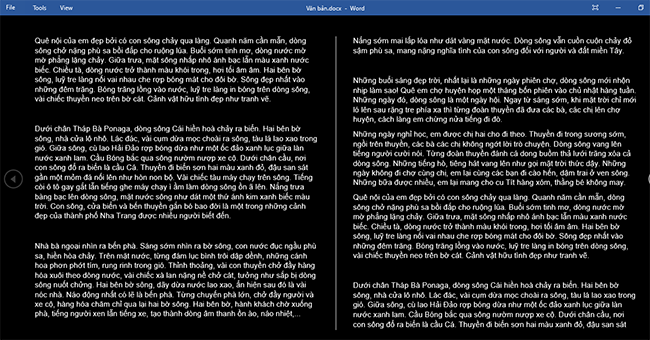 File Tools View Văn bản.docx - Word
Quê nội của em đẹp bởi có con sông chảy qua làng. Quanh năm cần mẫn, dòng
sông chở nặng phù sa bồi đắp cho ruộng lúa. Buổi sớm tinh mơ, dòng nước mờ
mờ phẳng lặng chảy. Giữa trưa, mặt sông nhấp nhô ánh bạc lẫn màu xanh nước
biếc. Chiều tà, dòng nước trở thành màu khói trong, hơi tối âm âm. Hai bên bờ
sông, luỹ tre làng nối vai nhau che rợp bóng mát cho đôi bờ. Sông đẹp nhất vào
những đêm trăng. Bóng trăng lồng vào nước, luỹ tre làng in bóng trên dòng sông,
vài chiếc thuyền neo trên bờ cát. Cảnh vật hữu tình đẹp như tranh vẽ.
Dưới chân Tháp Bà Ponaga, dòng sông Cái hiền hoà chảy ra biển. Hai bên bờ
sông, nhà cửa lô nhô. Lác đác, vài cụm dừa mọc choài ra sông, tàu lá lao xao trong
gió. Giữa sông, cù lao Hải Đảo rợp bóng dừa như một ốc đảo xanh lục giữa làn
nước xanh lam. Cầu Bóng bắc qua sông nườm nượp xe cộ. Dưới chân cầu, nơi
con sông đổ ra biển là cầu Cá. Thuyền đi biển sơn hai màu xanh đỏ, đậu san sát
gần một mỏm đá nổi lên như hòn non bộ. Vài chiếc tàu máy chạy trên sông. Tiếng
còi ô tô gay gắt lẫn tiếng ghe máy chạy ì ầm làm dòng sông ồn ã lên. Nắng trưa
bàng bạc lên dòng sông, mặt nước sông như dát một thứ ánh kim xanh biếc màu
trời. Con sông, cửa biển và bến thuyền gắn bó bao đời là một trong những cảnh
đẹp của thành phố Nha Trang được nhiều người biết đến.
Nhà bà ngoại nhìn ra bến phà. Sáng sớm nhìn ra bờ sông, con nước đục ngầu phù
sa, hiền hòa chảy. Trên mặt nước, từng đám lục bình trôi dập dềnh, những cánh
hoa phơn phớt tím, rung rinh trong gió. Thỉnh thoảng, vài con thuyền chở đầy hàng
hóa xuôi theo dòng nước, vài chiếc xà lan nặng nề chở cát, tưởng như sắp bị dòng
sông nuốt chửng. Hai bên bờ sông, dãy dừa nước lao xao, ẩn hiện sau đó là vài
nóc nhà. Náo động nhất có lẽ là bến phà. Từng chuyến phà lớn, chở đầy người và
xe cộ, hàng hóa chăm chỉ qua lại hai bờ sông. Hai bên bờ, hành khách chờ xuống
phà, tiếng người xen lẫn tiếng xe, tạo thành dòng âm thanh ồn ào, náo nhiệt,...
Nắng sớm mai lấp lóa như dát vàng mặt nước. Dòng sông vẫn cuồn cuộn chảy đỏ
sậm phù sa, mang nặng nghĩa tình của con sông đối với người và đất miền Tây.
Những buổi sáng đẹp trời, nhất lại là những ngày phiên chợ, dòng sông mới nhộn
nhịp làm sao! Quê em chợ huyện họp một tháng bốn phiên vào chủ nhật hàng tuần.
Những ngày đó, dòng sông là một ngày hội. Ngay từ sáng sớm, khi mặt trời chỉ mới
ló lên sau rặng tre phía xa thì từng đoàn thuyền đã đưa các bà, các chị lên chợ
huyện, cách làng em chừng nửa tiếng đi đò.
Những ngày nghỉ học, em được chị hai cho đi theo. Thuyền đi trong sương sớm,
ngồi trên thuyền, các bà các chị không ngớt lời trò chuyện. Dòng sông vang lên
tiếng người cười nói. Từng đoàn thuyền đánh cá dong buồm thả lưới trắng xóa cả
dòng sông. Những tiếng hò, tiếng hát vang lên như gọi mặt trời thức dậy. Những
ngày không đi chợ cùng chị, em lại cùng các bạn đi cào hến, dặm trai ở ven sông.
Những bữa được nhiều, em lại mang cho cu Tít hàng xóm, thằng bé không may.
Quê nội của em đẹp bởi có con sông chảy qua làng. Quanh năm cần mẫn, dòng
sông chở nặng phù sa bồi đắp cho ruộng lúa. Buổi sớm tinh mơ, dòng nước mờ
mờ phẳng lặng chảy. Giữa trưa, mặt sông nhấp nhô ánh bạc lẫn màu xanh nước
biếc. Chiều tà, dòng nước trở thành màu khói trong, hơi tối âm âm. Hai bên bờ
sông, luỹ tre làng nối vai nhau che rợp bóng mát cho đôi bờ. Sông đẹp nhất vào
những đêm trăng. Bóng trăng lồng vào nước, luỹ tre làng in bóng trên dòng sông,
vài chiếc thuyền neo trên bờ cát. Cảnh vật hữu tình đẹp như tranh vẽ.
Dưới chân Tháp Bà Ponaga, dòng sông Cái hiền hoà chảy ra biển. Hai bên bờ
sông, nhà cửa lô nhô. Lác đác, vài cụm dừa mọc choài ra sông, tàu lá lao xao trong
gió. Giữa sông, cù lao Hải Đảo rợp bóng dừa như một ốc đảo xanh lục giữa làn
nước xanh lam. Cầu Bóng bắc qua sông nườm nượp xe cộ. Dưới chân cầu, nơi
con sông đổ ra biển là cầu Cá. Thuyền đi biển sơn hai màu xanh đỏ, đậu san sát